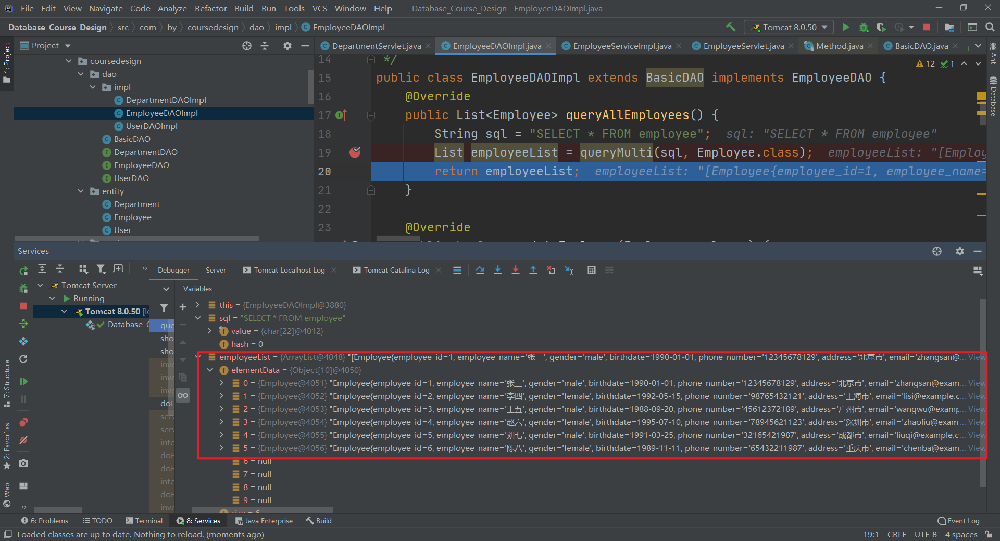 File Edit View Navigate Code Analyze Refactor Build Run Tools VCS Window Help Database_Course_Design - EmployeeDAOImpl.java
Database_Course_Design src com by coursedesign dao impl EmployeeDAOImpl Tomcat 8.0.50
1: Project
Project
coursedesign
dao
impl
DepartmentDAOImpl
EmployeeDAOImpl
UserDAOImpl
BasicDAO
DepartmentDAO
EmployeeDAO
UserDAO
entity
Department
Employee
User
DepartmentServlet.java EmployeeDAOImpl.java EmployeeServiceImpl.java EmployeeServlet.java Method.java BasicDAO.java
12 1
14 */
15 public class EmployeeDAOImpl extends BasicDAO implements EmployeeDAO {
16 @Override
17 public List<Employee> queryAllEmployees() {
18 String sql = "SELECT * FROM employee"; sql: "SELECT * FROM employee"
19 List employeeList = queryMulti(sql, Employee.class); employeeList: "[Employ
20 return employeeList; employeeList: "[Employee{employee_id=1, employee_name=
21 }
22
23 @Override
Ant
Database
Services
Debugger Server Tomcat Localhost Log Tomcat Catalina Log
Tomcat Server
Running
Tomcat 8.0.50 [lo
Database_C
Variables
que
sho
sho
invo
invo
invo
doP
serv
serv
inte
doF
doF
inte
doF
invo
this = {EmployeeDAOImpl@3880}
sql = "SELECT * FROM employee"
value = {char[22]@4012}
hash = 0
employeeList = {ArrayList@4048} "[Employee{employee_id=1, employee_name='张三', gender='male', birthdate=1990-01-01, phone_number='12345678129', address='北京市', email='zhangsan@... View
elementData = {Object[10]@4050}
0 = {Employee@4051} "Employee{employee_id=1, employee_name='张三', gender='male', birthdate=1990-01-01, phone_number='12345678129', address='北京市', email='zhangsan@exam... View
1 = {Employee@4052} "Employee{employee_id=2, employee_name='李四', gender='female', birthdate=1992-05-15, phone_number='98765432121', address='上海市', email='lisi@example.c... View
2 = {Employee@4053} "Employee{employee_id=3, employee_name='王五', gender='male', birthdate=1988-09-20, phone_number='45612372189', address='广州市', email='wangwu@examp... View
3 = {Employee@4054} "Employee{employee_id=4, employee_name='赵六', gender='female', birthdate=1995-07-10, phone_number='78945621123', address='深圳市', email='zhaoliu@exam... View
4 = {Employee@4055} "Employee{employee_id=5, employee_name='刘七', gender='male', birthdate=1991-03-25, phone_number='32165421987', address='成都市', email='liuqi@example.c... View
5 = {Employee@4056} "Employee{employee_id=6, employee_name='陈八', gender='female', birthdate=1989-11-11, phone_number='65432211987', address='重庆市', email='chenba@exam... View
6 = null
7 = null
8 = null
9 = null
size = 6
Z: Structure
2: Favorites
Web
6: Problems TODO Terminal 8: Services Java Enterprise Build Event Log
Loaded classes are up to date. Nothing to reload. (moments ago) 19:1 CRLF UTF-8 4 spaces